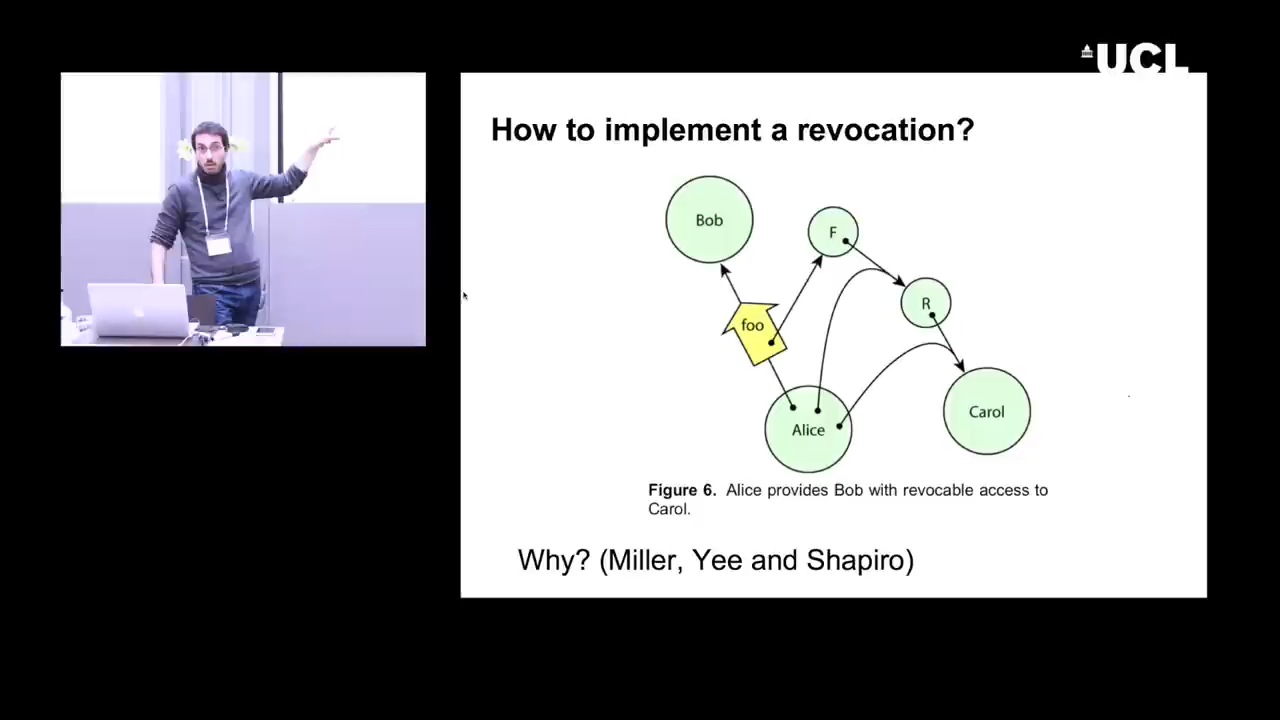 UCL
How to implement a revocation?
Bob
F
R
foo
Alice
Carol
Figure 6. Alice provides Bob with revocable access to
Carol.
Why? (Miller, Yee and Shapiro)